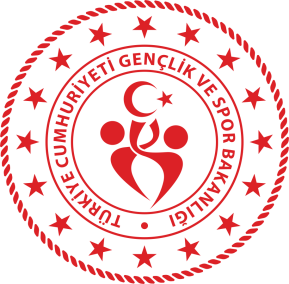 TÜRKİYE CUMHURİYETİ GENÇLİK VE SPOR BAKANLIĞI